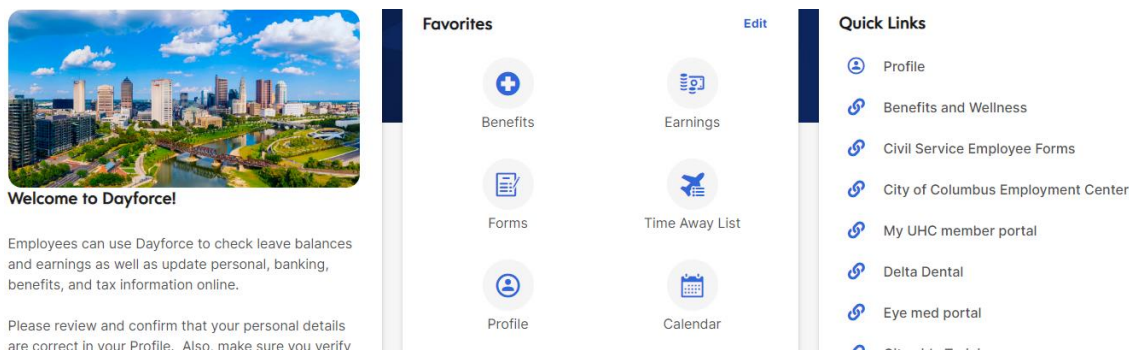 Welcome to Dayforce!
Employees can use Dayforce to check leave balances
and earnings as well as update personal, banking,
benefits, and tax information online.
Please review and confirm that your personal details
are correct in your Profile. Also, make sure you verify
Favorites
Edit
Benefits
Earnings
Forms
Time Away List
Profile
Calendar
Quick Links
Profile
Benefits and Wellness
Civil Service Employee Forms
City of Columbus Employment Center
My UHC member portal
Delta Dental
Eye med portal